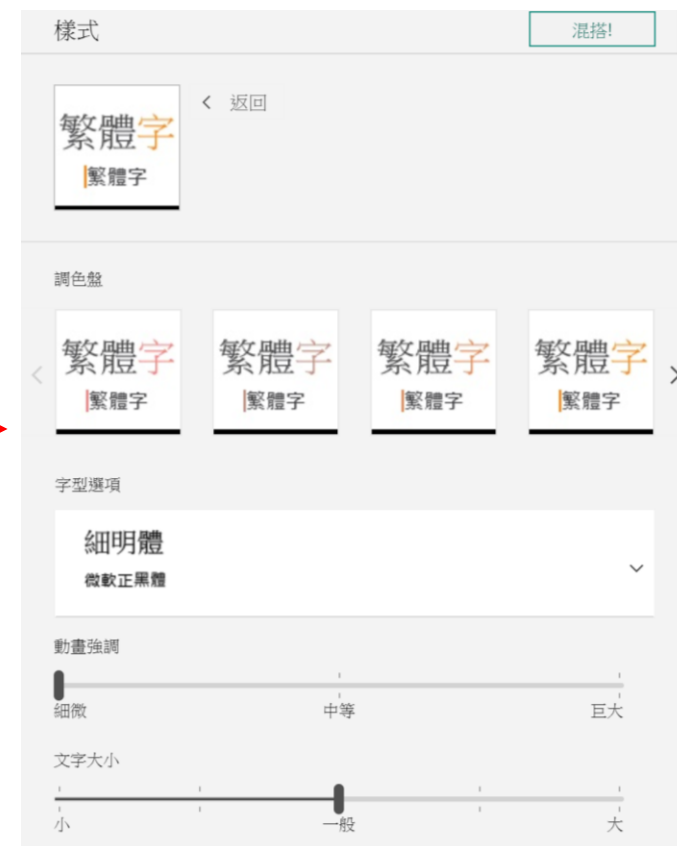 樣式 混搭!
繁體字
繁體字
返回
調色盤
繁體字 繁體字 繁體字 繁體字
繁體字 繁體字 繁體字 繁體字
字型選項
細明體
微軟正黑體
動畫強調
細微 中等 巨大
文字大小
小 一般 大